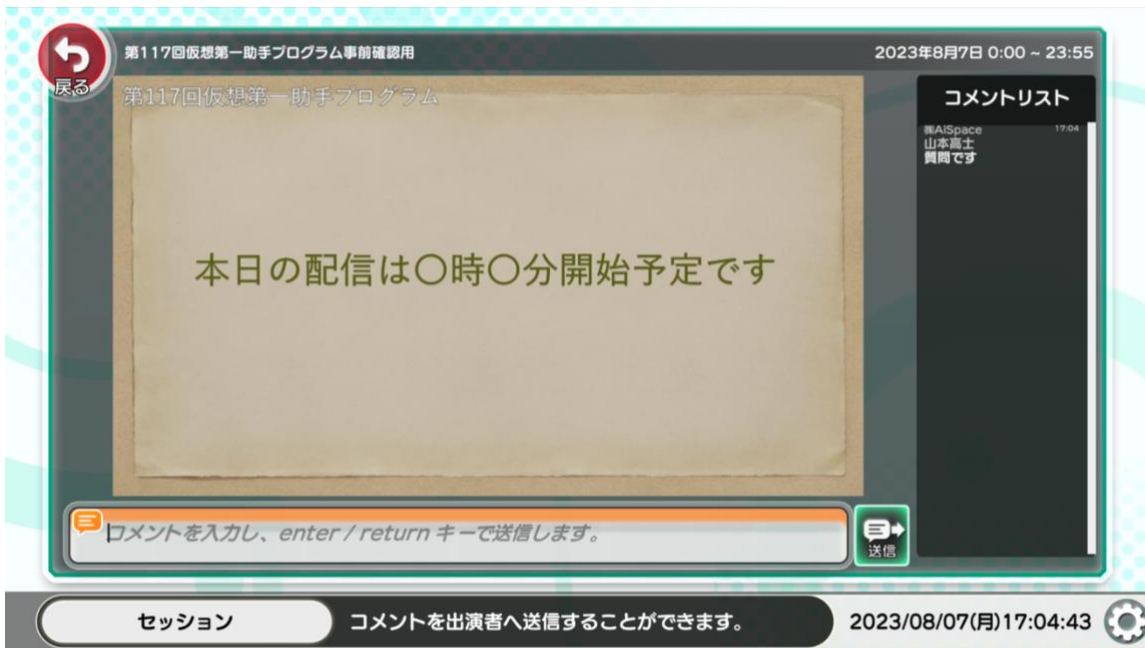 戻る
第117回仮想第一助手プログラム事前確認用
2023年8月7日 0:00 ~ 23:55
第117回仮想第一助手プログラム
本日の配信は〇時〇分開始予定です
コメントリスト
㈱AiSpace 17:04
山本高士
質問です
コメントを入力し、enter / return キーで送信します。
送信
セッション
コメントを出演者へ送信することができます。
2023/08/07(月)17:04:43